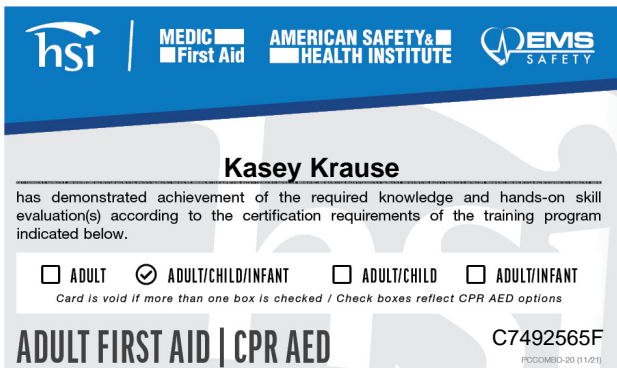 hsi
MEDIC
First Aid
AMERICAN SAFETY&
HEALTH INSTITUTE
EMS
SAFETY
Kasey Krause
has demonstrated achievement of the required knowledge and hands-on skill
evaluation(s) according to the certification requirements of the training program
indicated below.
ADULT ADULT/CHILD/INFANT ADULT/CHILD ADULT/INFANT
Card is void if more than one box is checked / Check boxes reflect CPR AED options
ADULT FIRST AID | CPR AED
C7492565F
PCCOMBO-20 (11/21)